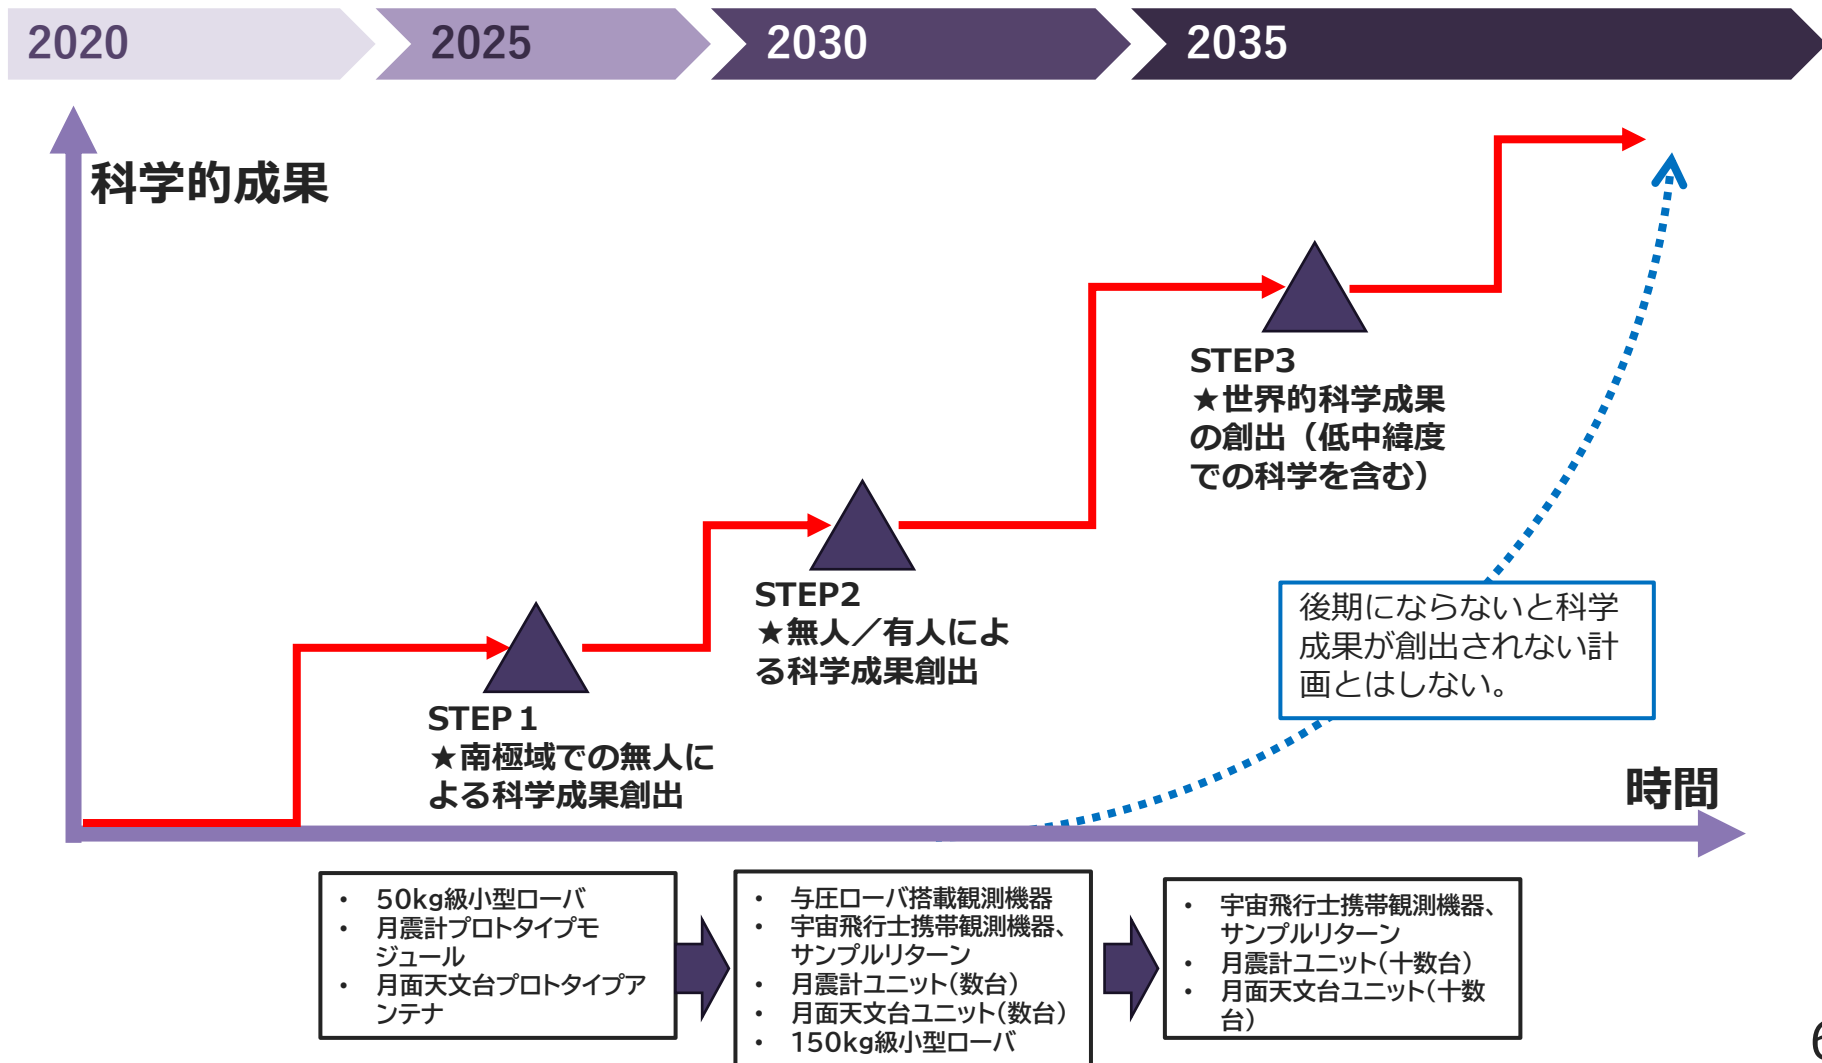 2020
2025
2030
2035
科学的成果
STEP3
★世界的科学成果
の創出（低中緯度
での科学を含む）
STEP2
★無人／有人によ
る科学成果創出
後期にならないと科学
成果が創出されない計
画とはしない。
STEP１
★南極域での無人に
よる科学成果創出
時間
• 50kg級小型ローバ
• 月震計プロトタイプモ
ジュール
• 月面天文台プロトタイプア
ンテナ
• 与圧ローバ搭載観測機器
• 宇宙飛行士携帯観測機器、
サンプルリターン
• 月震計ユニット(数台)
• 月面天文台ユニット(数台)
• 150kg級小型ローバ
• 宇宙飛行士携帯観測機器、
サンプルリターン
• 月震計ユニット(十数台)
• 月面天文台ユニット(十数
台)
6